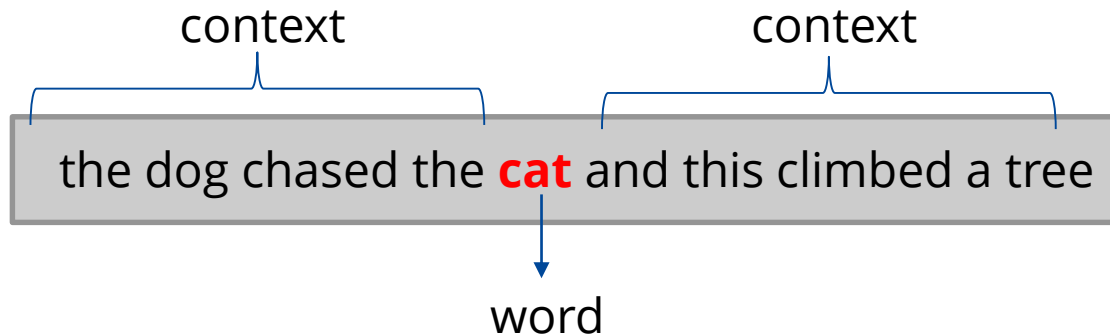 context context
the dog chased the cat and this climbed a tree
word